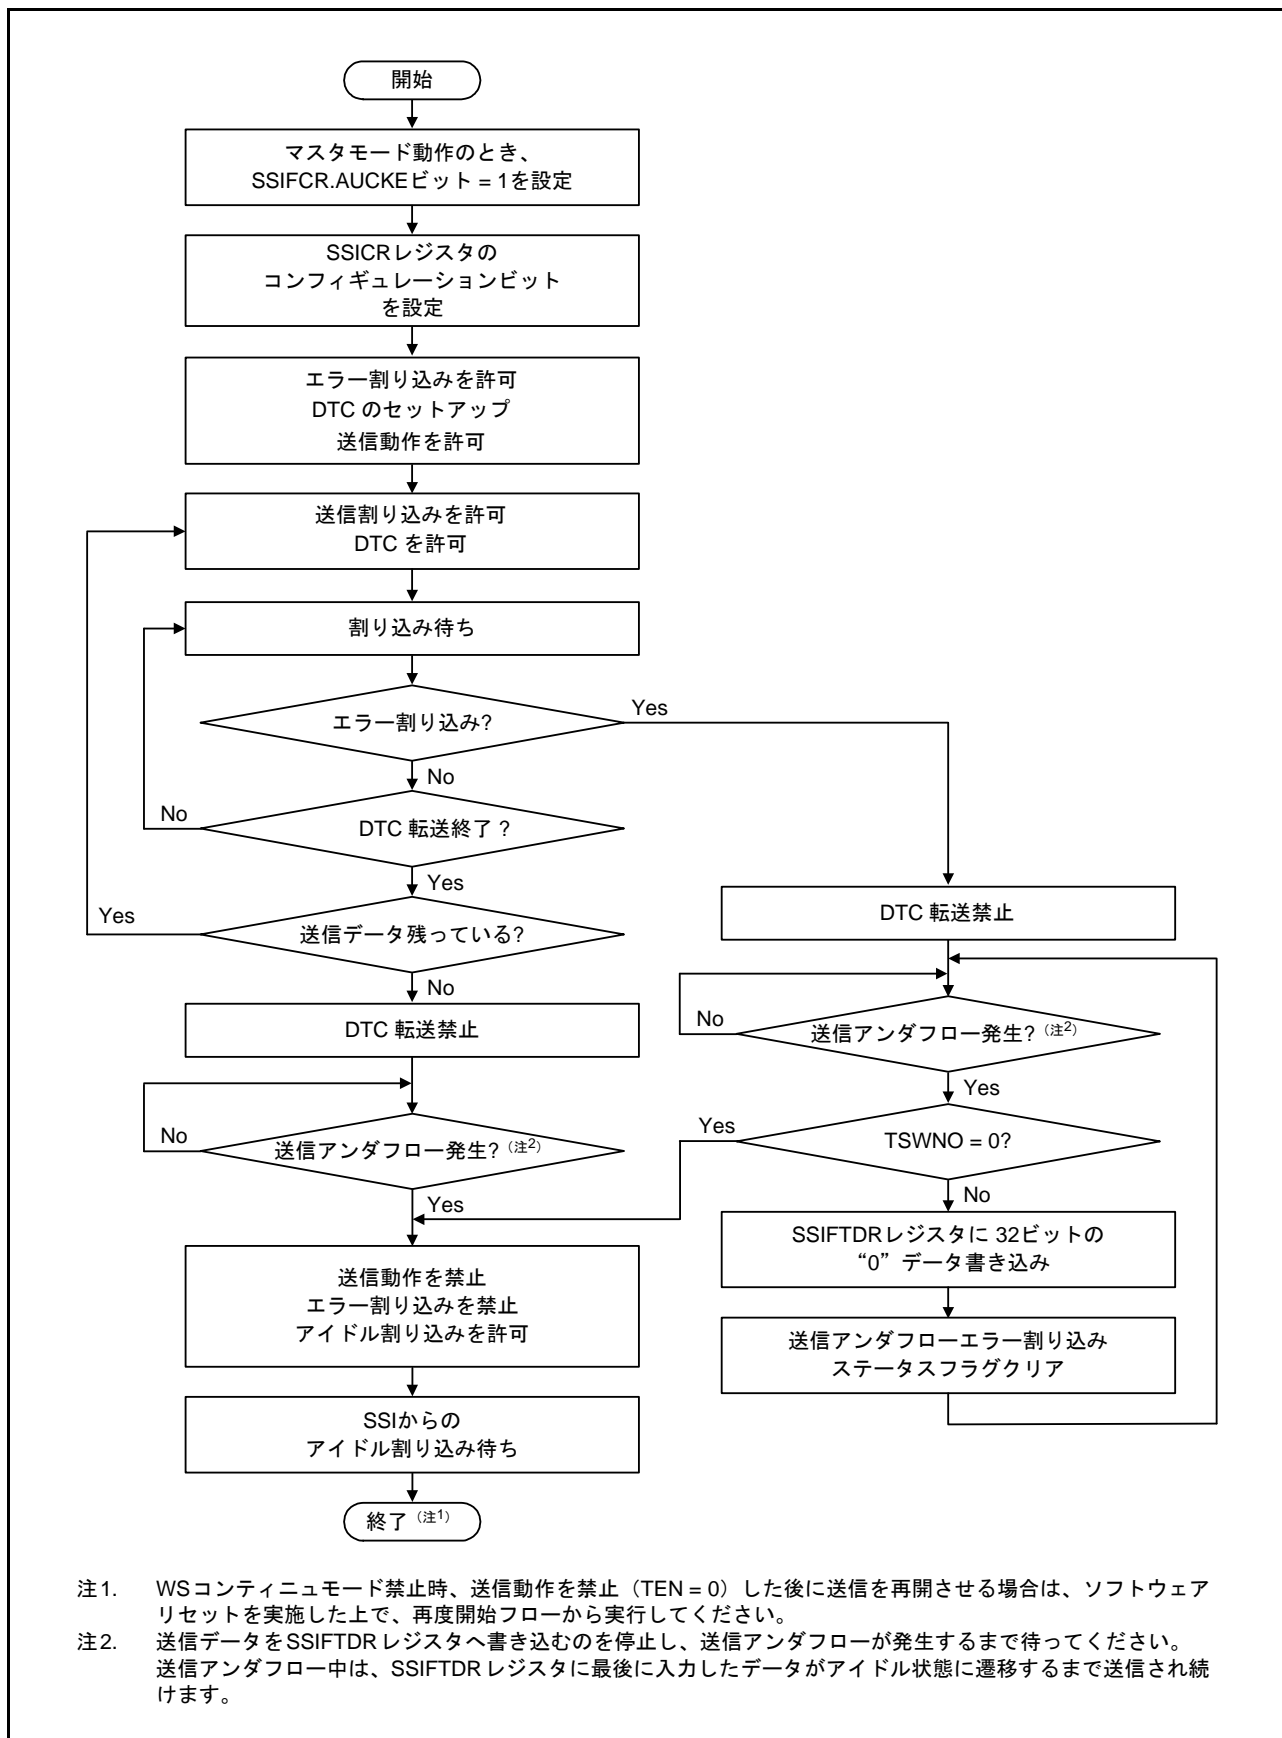 開始
マスタモード動作のとき、
SSIFCR.AUCKEビット = 1を設定
SSICRレジスタの
コンフィギュレーションビット
を設定
エラー割り込みを許可
DTC のセットアップ
送信動作を許可
送信割り込みを許可
DTC を許可
割り込み待ち
エラー割り込み?
Yes
No
DTC 転送終了 ?
No
Yes
送信データ残っている?
Yes
No
DTC 転送禁止
送信アンダフロー発生?（注2）
No
Yes
DTC 転送禁止
送信アンダフロー発生?（注2）
No
Yes
TSWNO = 0?
Yes
No
SSIFTDRレジスタに 32ビットの
“0”データ書き込み
送信アンダフローエラー割り込み
ステータスフラグクリア
送信動作を禁止
エラー割り込みを禁止
アイドル割り込みを許可
SSIからの
アイドル割り込み待ち
終了（注1）
注1. WSコンティニュモード禁止時、送信動作を禁止（TEN = 0）した後に送信を再開させる場合は、ソフトウェア
リセットを実施した上で、再度開始フローから実行してください。
注2. 送信データをSSIFTDRレジスタへ書き込むのを停止し、送信アンダフローが発生するまで待ってください。
送信アンダフロー中は、SSIFTDRレジスタに最後に入力したデータがアイドル状態に遷移するまで送信され続
けます。